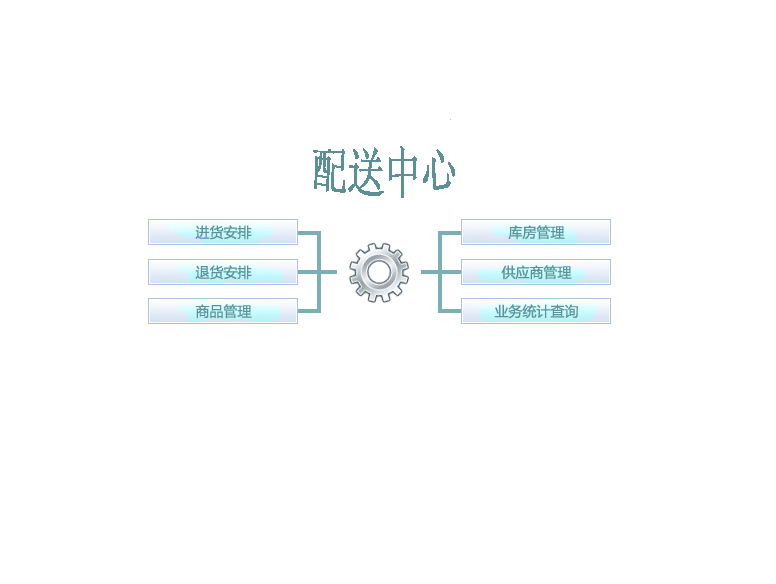 配送中心
进货安排
退货安排
商品管理
库房管理
供应商管理
业务统计查询